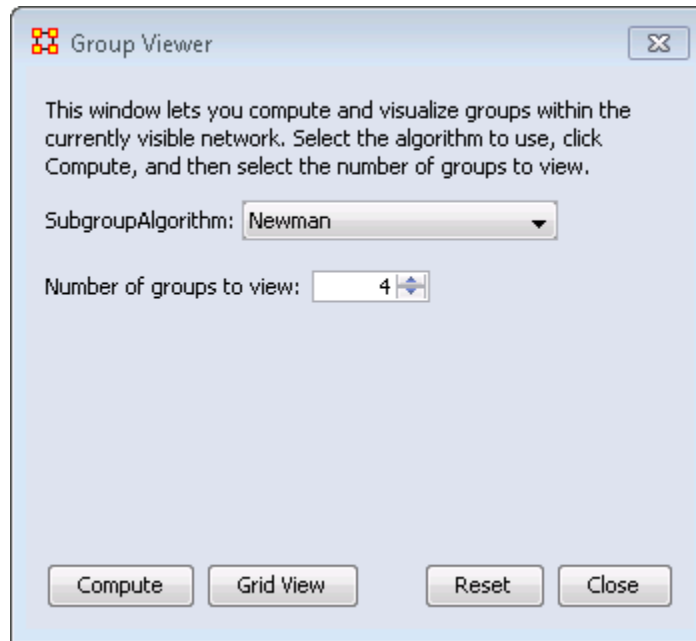 Group Viewer
This window lets you compute and visualize groups within the
currently visible network. Select the algorithm to use, click
Compute, and then select the number of groups to view.
SubgroupAlgorithm: Newman
Number of groups to view: 4
Compute Grid View Reset Close